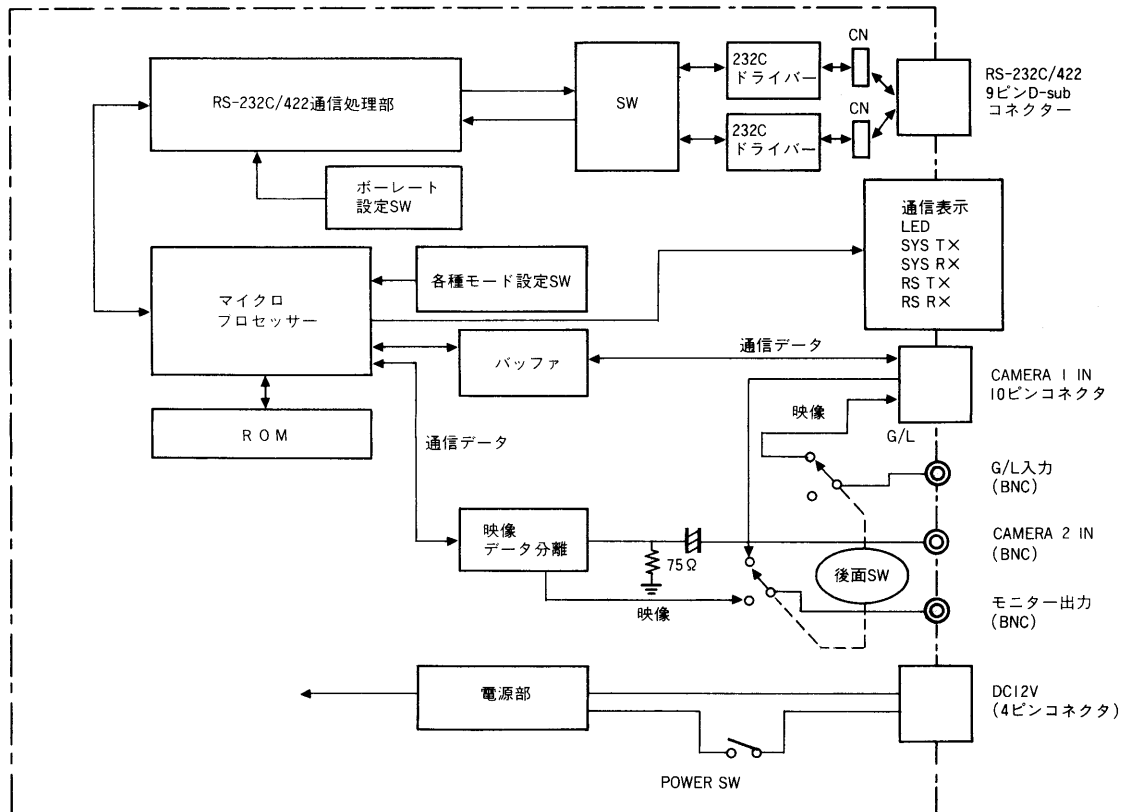 CN
RS-232C/422
9ピンD-sub
コネクター
232C
ドライバー
SW
RS-232C/422通信処理部
CN
232C
ドライバー
ボーレート
設定SW
通信表示
LED
SYS TX
SYS RX
RS TX
RS RX
各種モード設定SW
マイクロ
プロセッサー
バッファ
通信データ
CAMERA 1 IN
10ピンコネクタ
映像
G/L
ROM
通信データ
G/L入力
(BNC)
映像
データ分離
75Ω
CAMERA 2 IN
(BNC)
後面SW
映像
モニター出力
(BNC)
電源部
DC12V
(4ピンコネクタ)
POWER SW